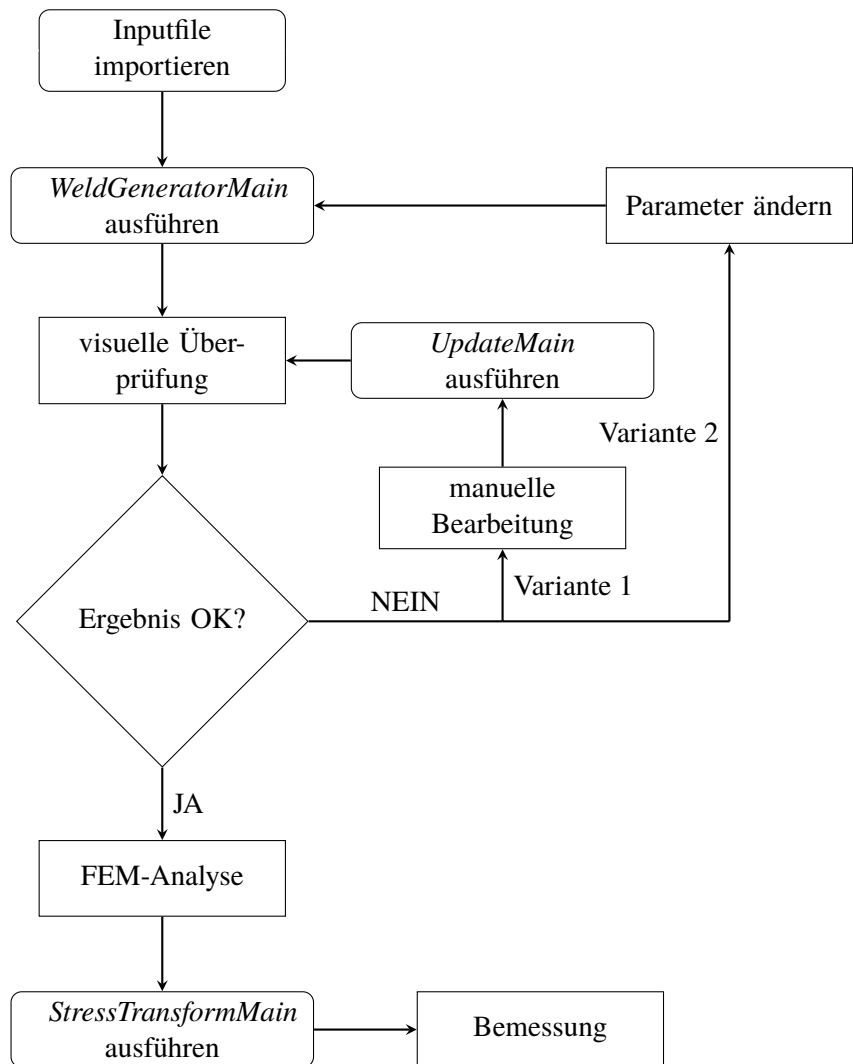 Inputfile
importieren
WeldGeneratorMain
ausführen
Parameter ändern
visuelle Über-
prüfung
UpdateMain
ausführen
Variante 2
manuelle
Bearbeitung
Variante 1
NEIN
Ergebnis OK?
JA
FEM-Analyse
StressTransformMain
ausführen
Bemessung